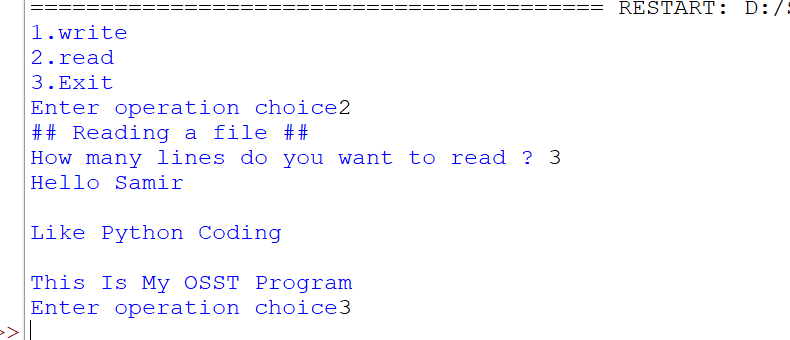 ========================================= RESTART: D:/
1.write
2.read
3.Exit
Enter operation choice2
## Reading a file ##
How many lines do you want to read ? 3
Hello Samir
Like Python Coding
This Is My OSST Program
Enter operation choice3
>>